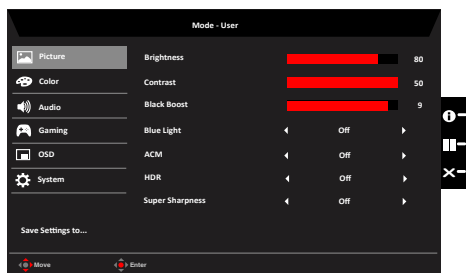 Mode - User
Picture
Brightness 80
Color
Contrast 50
Audio
Black Boost 9
Gaming
Blue Light Off
OSD
ACM Off
System
HDR Off
Super Sharpness Off
Save Settings to...
Move Enter